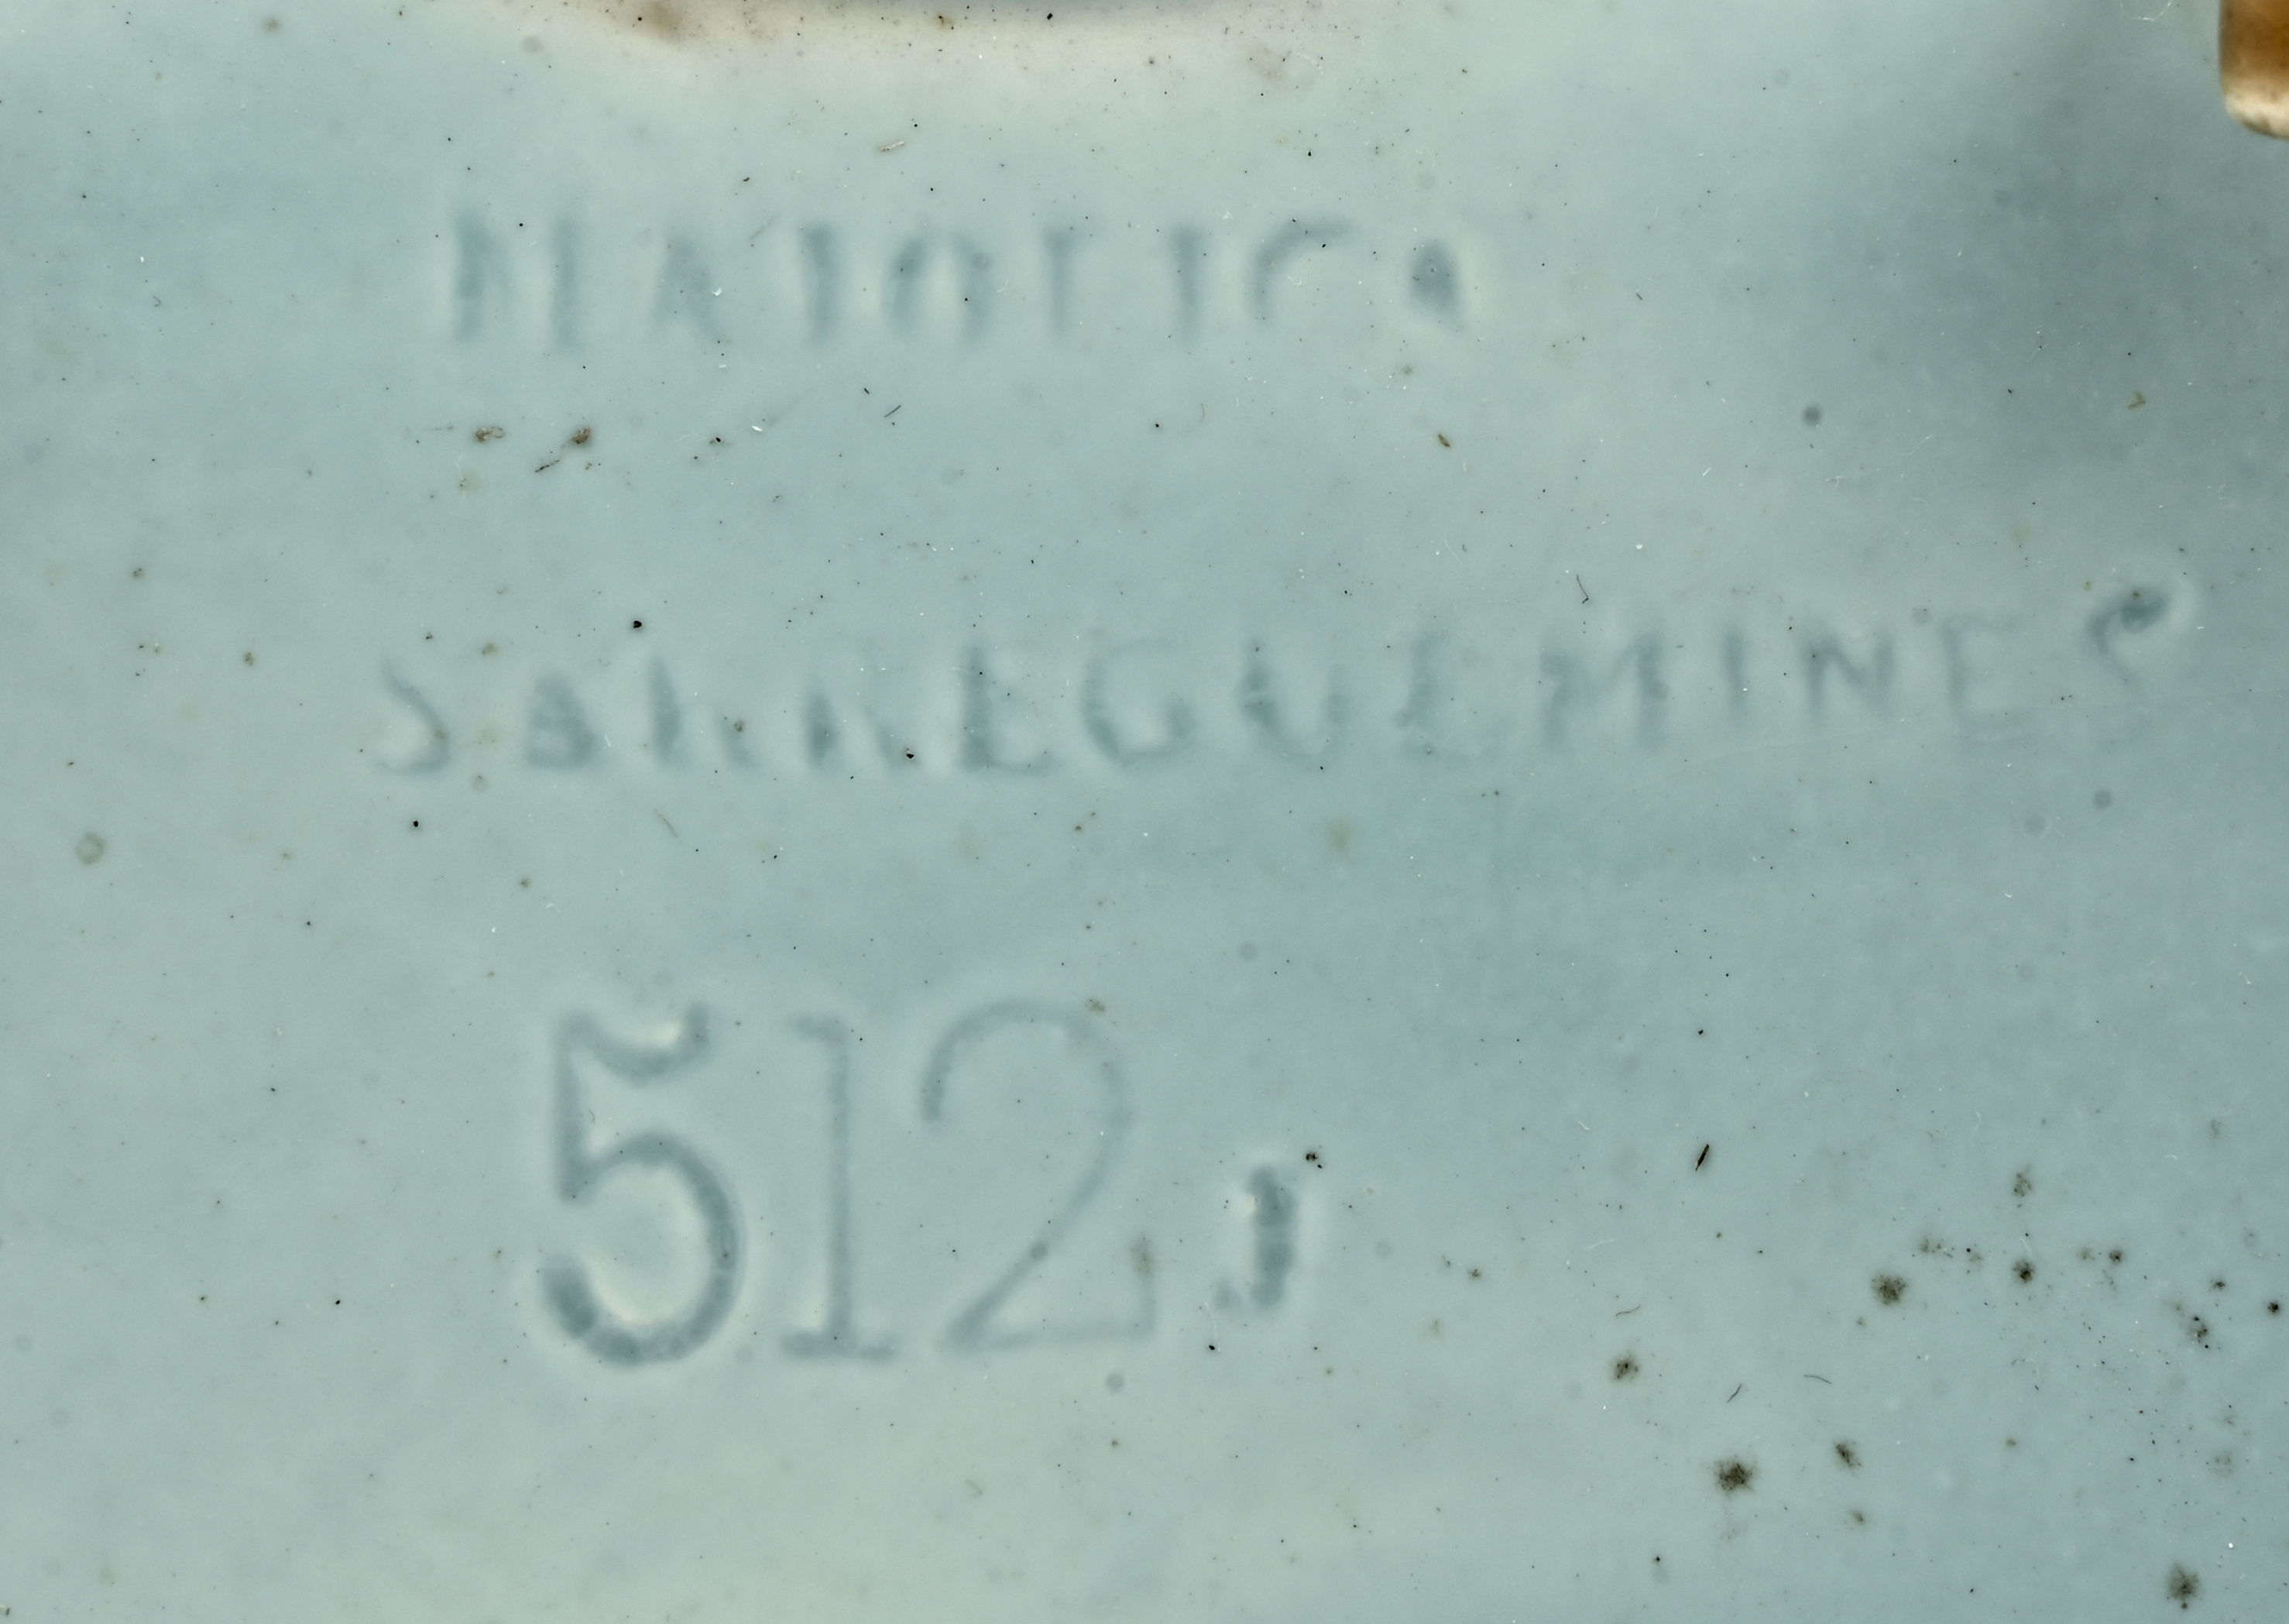 MAJOLICA
SARREGUEMINES
512 J